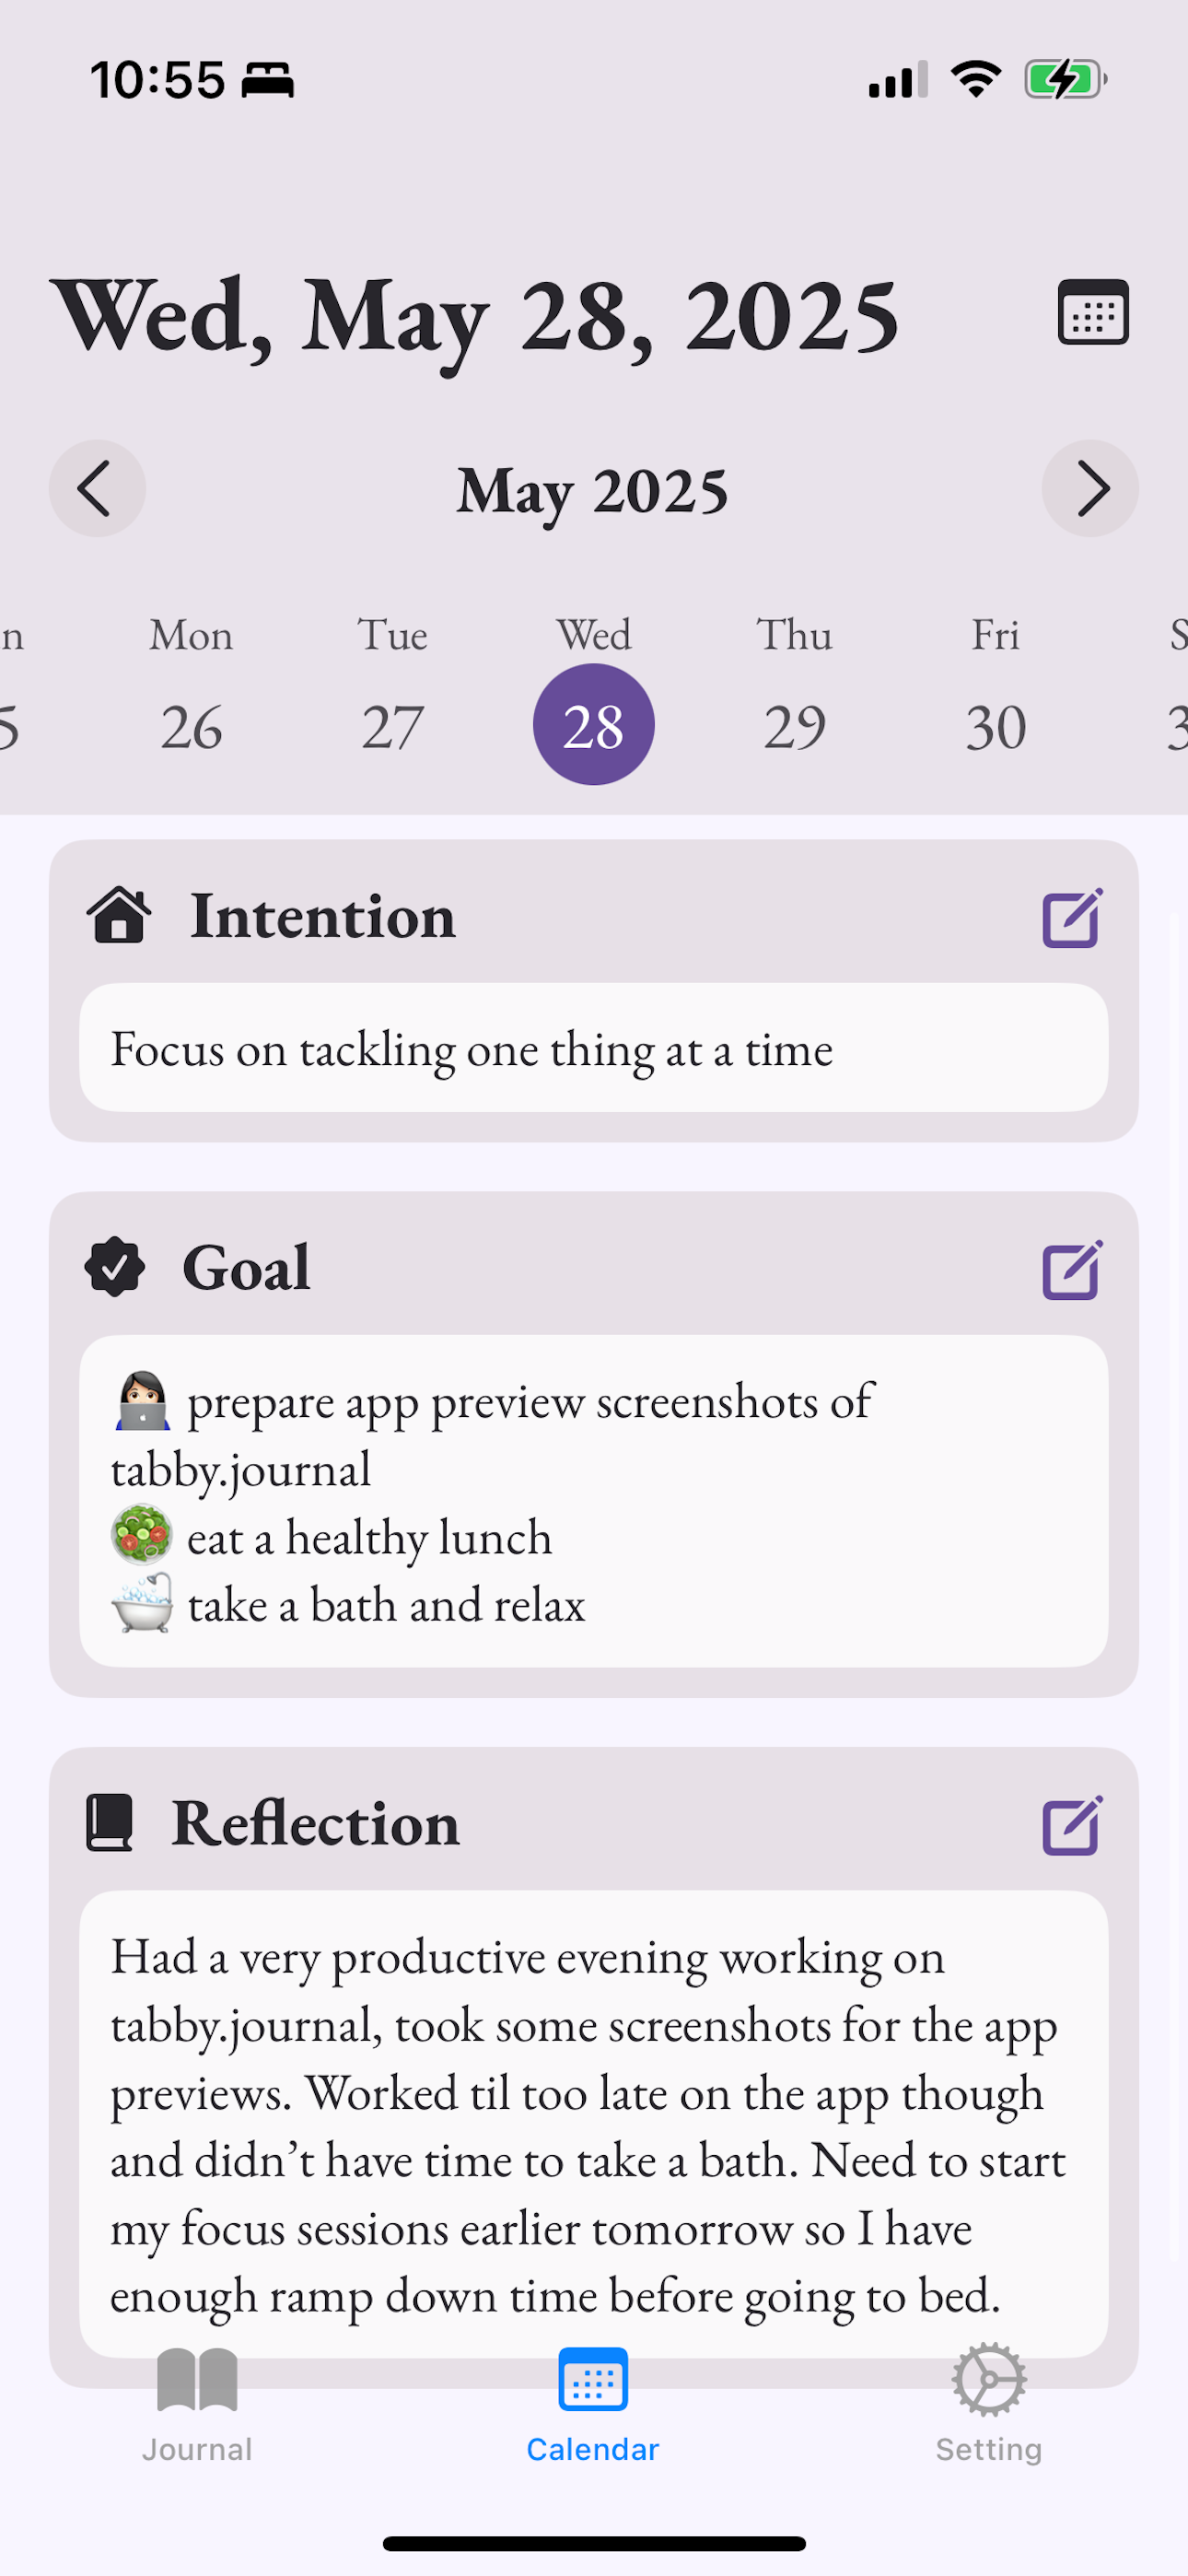 10:55
Wed, May 28, 2025
May 2025
n Mon Tue Wed Thu Fri S
5 26 27 28 29 30 3
Intention
Focus on tackling one thing at a time
Goal
👩🏻‍💻 prepare app preview screenshots of
tabby.journal
🥗 eat a healthy lunch
🛁 take a bath and relax
Reflection
Had a very productive evening working on
tabby.journal, took some screenshots for the app
previews. Worked til too late on the app though
and didn’t have time to take a bath. Need to start
my focus sessions earlier tomorrow so I have
enough ramp down time before going to bed.
Journal Calendar Setting